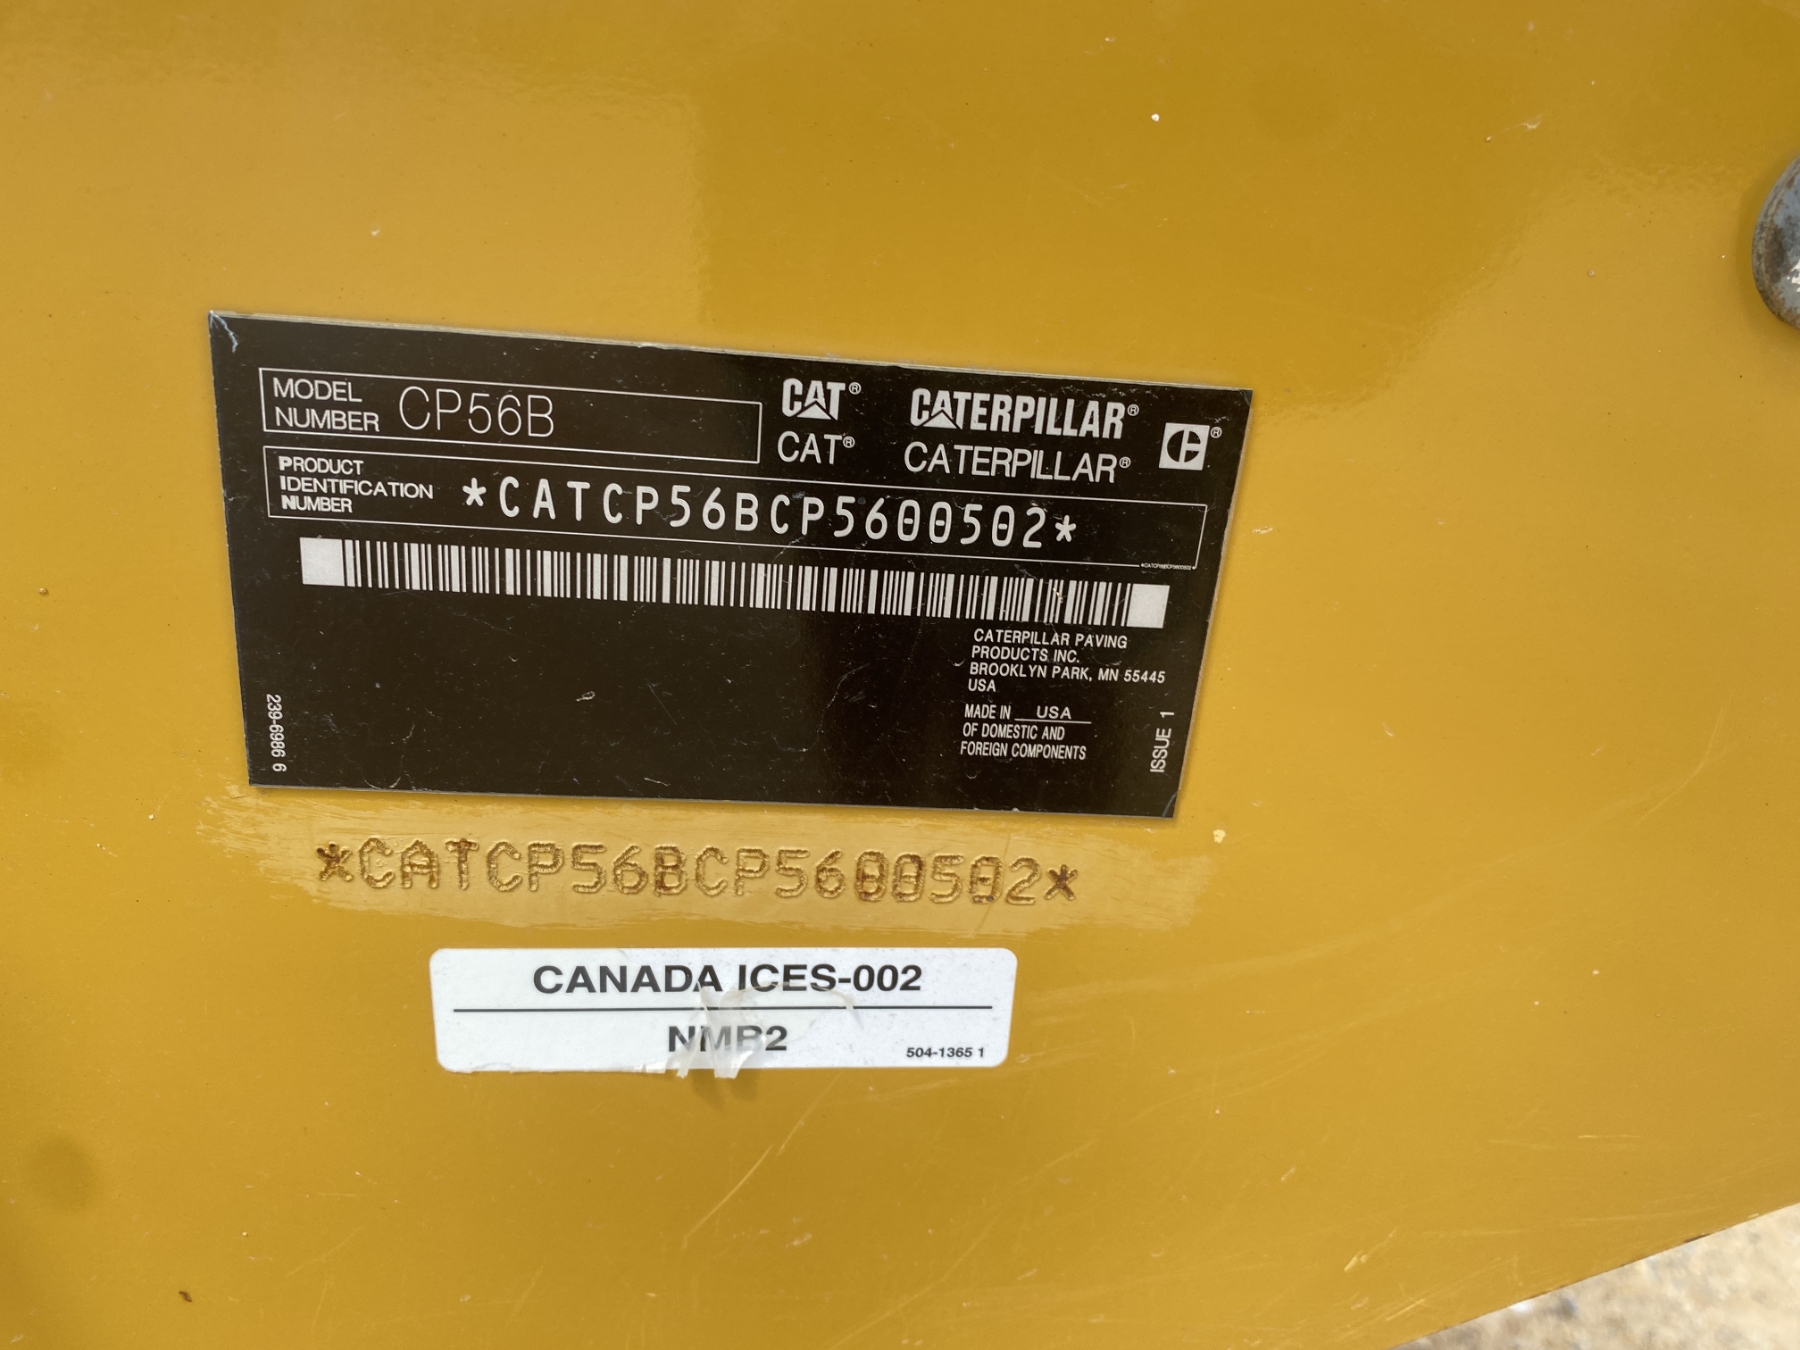 MODEL
NUMBER CP56B
CAT® CATERPILLAR®
CAT® CATERPILLAR® ®
PRODUCT
IDENTIFICATION
NUMBER *CATCP56BCP5600502*
*CATCP56BCP5600502*
CATERPILLAR PAVING
PRODUCTS INC.
BROOKLYN PARK, MN 55445
USA
MADE IN USA
OF DOMESTIC AND
FOREIGN COMPONENTS
239-6986 6
ISSUE 1
*CATCP56BCP5600502*
CANADA ICES-002
NMB2
504-1365 1